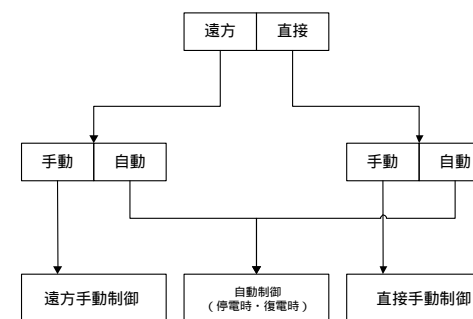 遠方 直接
手動 自動 手動 自動
遠方手動制御
自動制御
(停電時・復電時)
直接手動制御